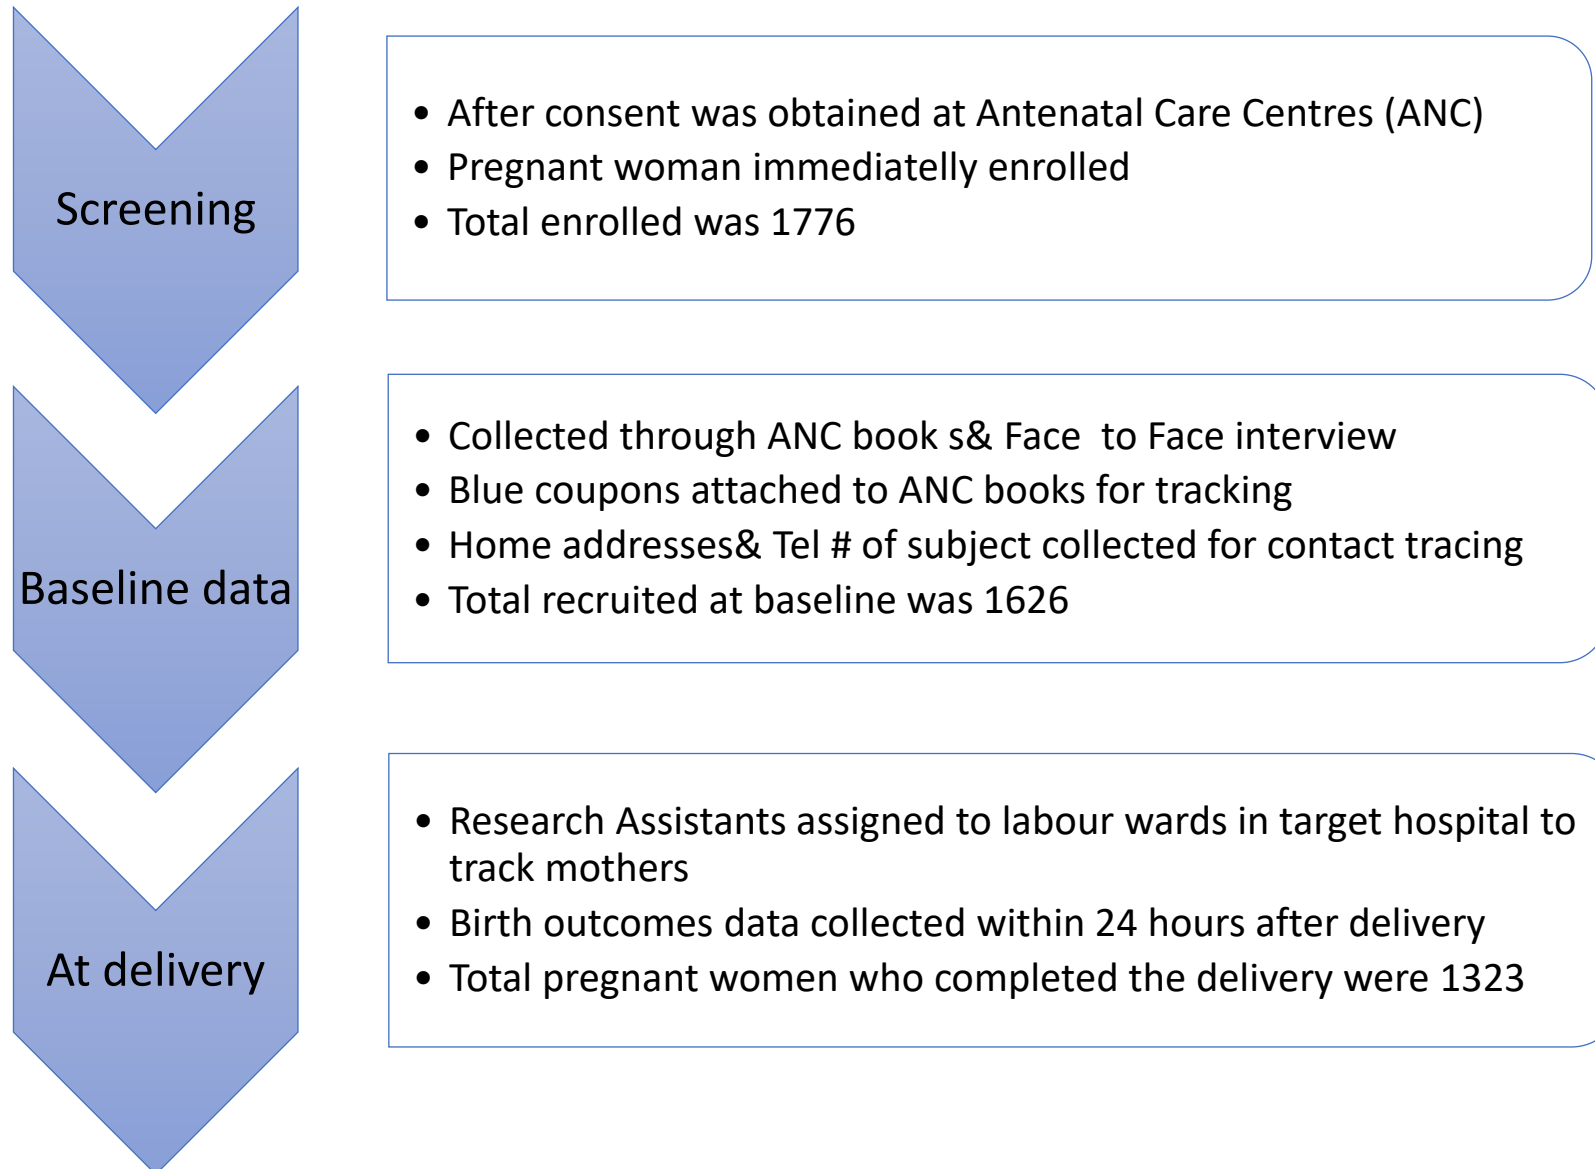 Screening
• After consent was obtained at Antenatal Care Centres (ANC)
• Pregnant woman immediatelly enrolled
• Total enrolled was 1776
Baseline data
• Collected through ANC book s& Face  to Face interview
• Blue coupons attached to ANC books for tracking
• Home addresses& Tel # of subject collected for contact tracing
• Total recruited at baseline was 1626
At delivery
• Research Assistants assigned to labour wards in target hospital to
track mothers
• Birth outcomes data collected within 24 hours after delivery
• Total pregnant women who completed the delivery were 1323